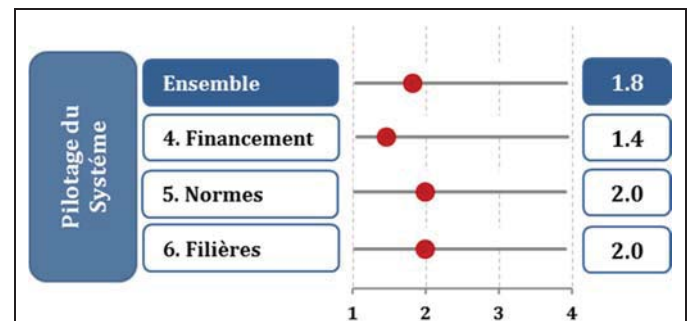 Pilotage du
Systéme
Ensemble
1.8
4. Financement
1.4
5. Normes
2.0
6. Filières
2.0
1 2 3 4